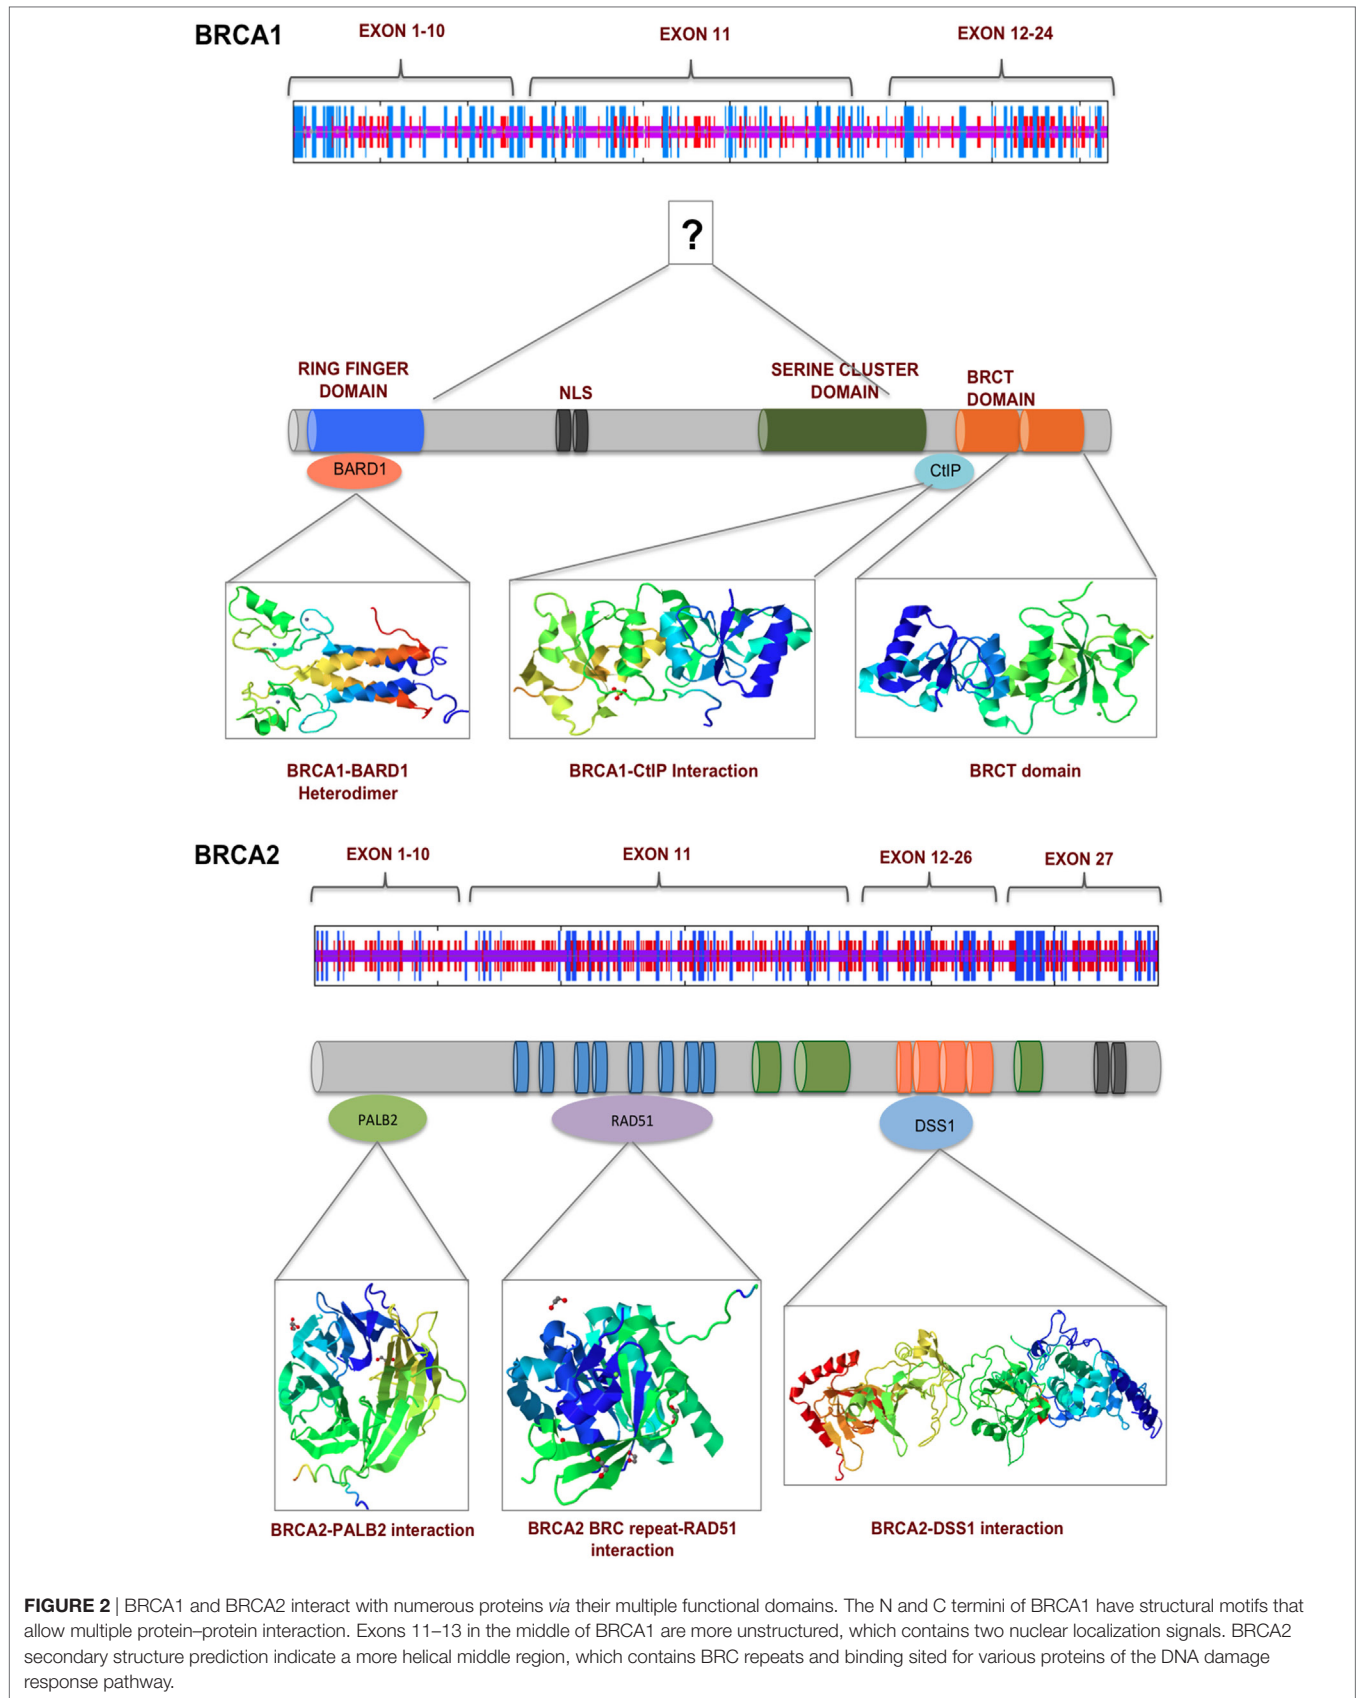 BRCA1
EXON 1-10
EXON 11
EXON 12-24
?
RING FINGER
DOMAIN
NLS
SERINE CLUSTER
DOMAIN
BRCT
DOMAIN
BARD1
CtIP
BRCA1-BARD1
Heterodimer
BRCA1-CtIP Interaction
BRCT domain
BRCA2
EXON 1-10
EXON 11
EXON 12-26
EXON 27
PALB2
RAD51
DSS1
BRCA2-PALB2 interaction
BRCA2 BRC repeat-RAD51
interaction
BRCA2-DSS1 interaction
FIGURE 2 | BRCA1 and BRCA2 interact with numerous proteins via their multiple functional domains. The N and C termini of BRCA1 have structural motifs that
allow multiple protein–protein interaction. Exons 11–13 in the middle of BRCA1 are more unstructured, which contains two nuclear localization signals. BRCA2
secondary structure prediction indicate a more helical middle region, which contains BRC repeats and binding sited for various proteins of the DNA damage
response pathway.